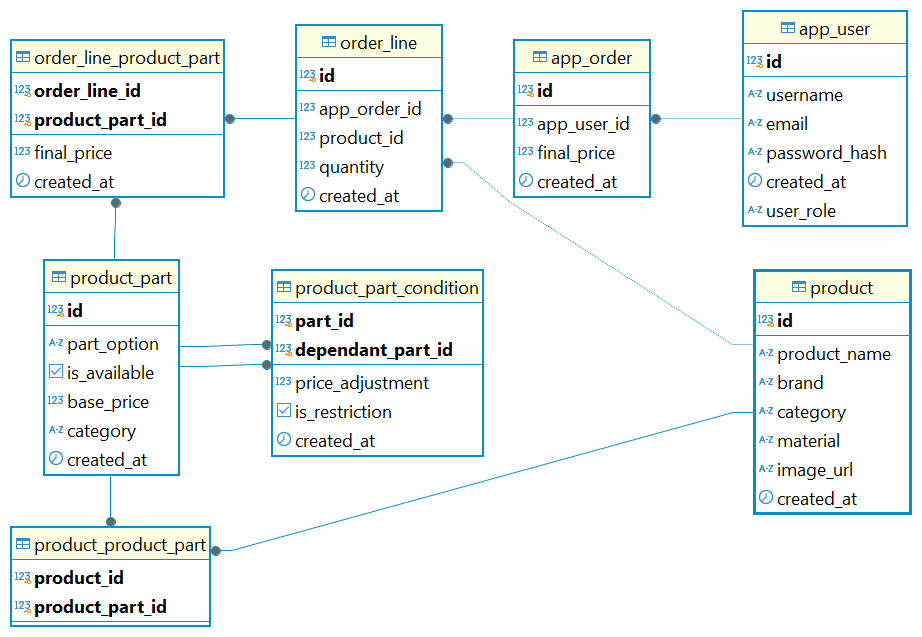 order_line_product_part
123 order_line_id
123 product_part_id
123 final_price
created_at
order_line
123 id
123 app_order_id
123 product_id
123 quantity
created_at
app_order
123 id
123 app_user_id
123 final_price
created_at
app_user
123 id
A-Z username
A-Z email
A-Z password_hash
created_at
A-Z user_role
product_part
123 id
A-Z part_option
is_available
123 base_price
A-Z category
created_at
product_part_condition
123 part_id
123 dependant_part_id
123 price_adjustment
is_restriction
created_at
product
123 id
A-Z product_name
A-Z brand
A-Z category
A-Z material
A-Z image_url
created_at
product_product_part
123 product_id
123 product_part_id